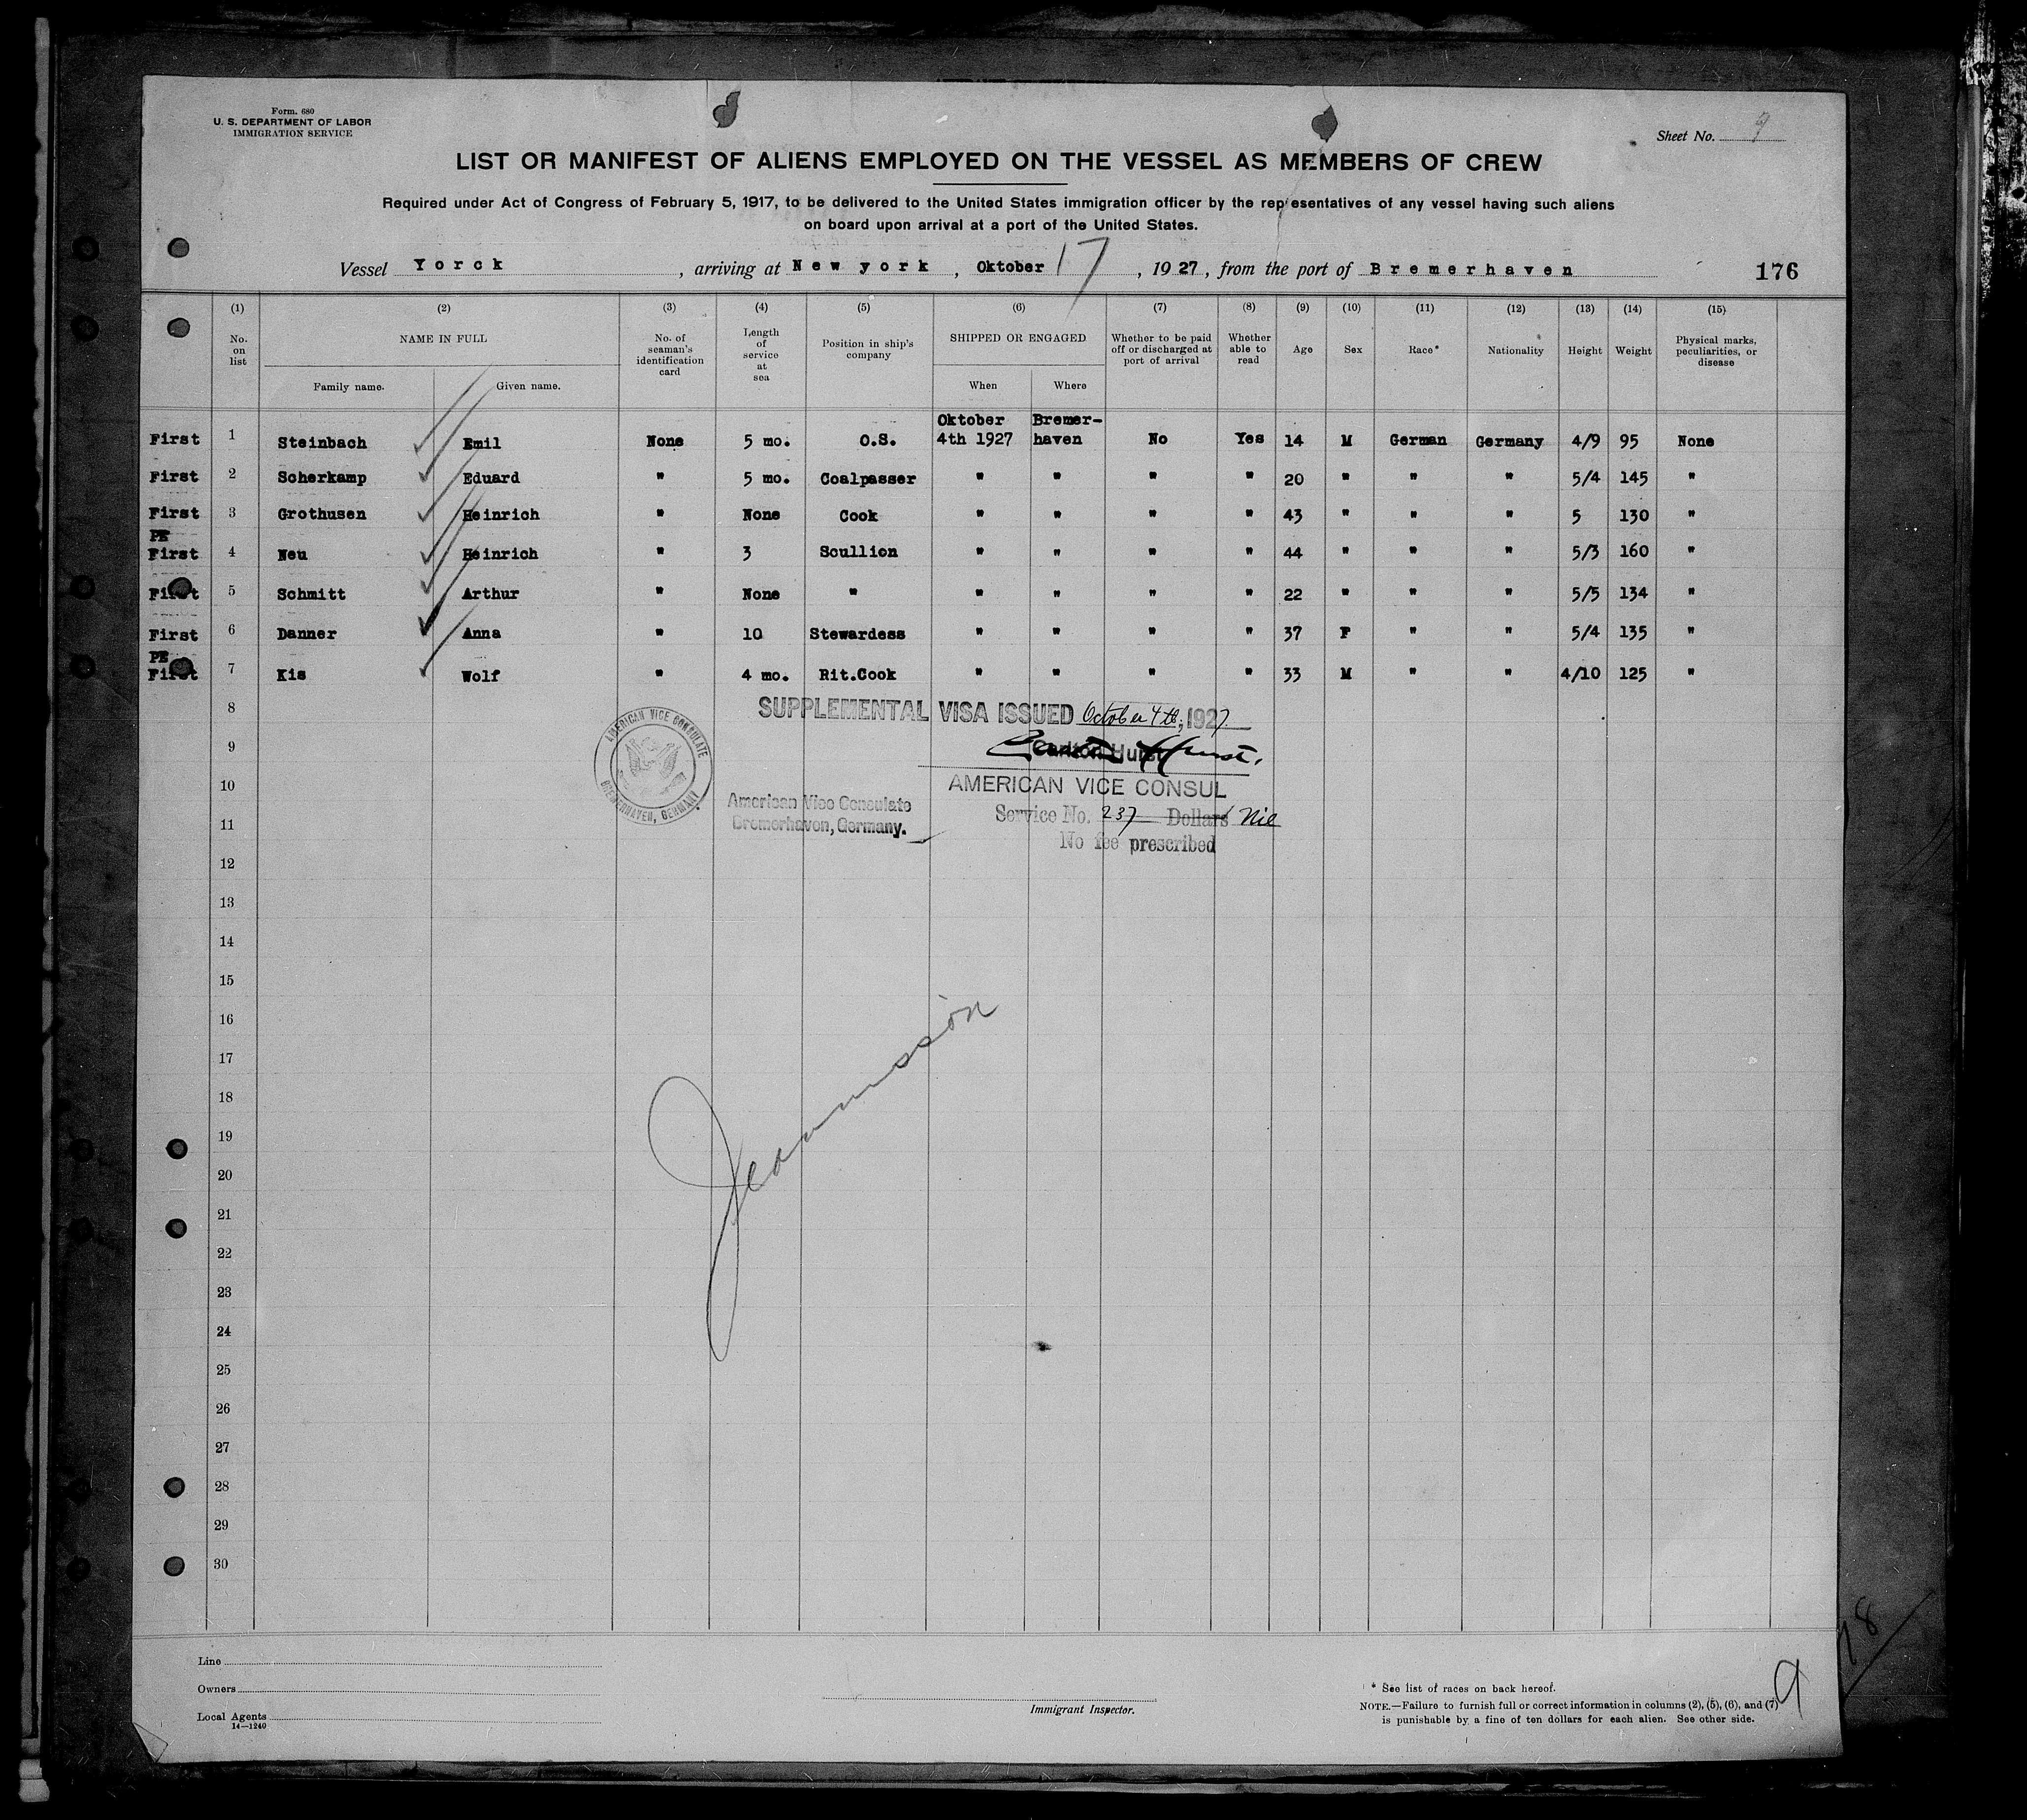 Form. 680
U. S. DEPARTMENT OF LABOR
IMMIGRATION SERVICE
Sheet No. 9
LIST OR MANIFEST OF ALIENS EMPLOYED ON THE VESSEL AS MEMBERS OF CREW
Required under Act of Congress of February 5, 1917, to be delivered to the United States immigration officer by the representatives of any vessel having such aliens
on board upon arrival at a port of the United States.
Vessel Yorck, arriving at New york, Oktober 17, 1927, from the port of Bremerhaven 176
(1) (2) (3) (4) (5) (6) (7) (8) (9) (10) (11) (12) (13) (14) (15)
No. on list NAME IN FULL Family name. Given name. No. of seaman's identification card Length of service at sea Position in ship's company SHIPPED OR ENGAGED When Where Whether to be paid off or discharged at port of arrival Whether able to read Age Sex Race* Nationality Height Weight Physical marks, peculiarities, or disease
First 1 Steinbach Emil None 5 mo. O.S. Oktober 4th 1927 Bremer-haven No Yes 14 M German Germany 4/9 95 None
First 2 Scherkamp Eduard " 5 mo. Coalpasser " " " " 20 " " " 5/4 145 "
First 3 Grothusen Heinrich " None Cook " " " " 43 " " " 5 130 "
PE
First 4 Neu Heinrich " 3 Scullion " " " " 44 " " " 5/3 160 "
First 5 Schmitt Arthur " None " " " " " 22 " " " 5/5 134 "
First 6 Danner Anna " 10 Stewardess " " " " 37 F " " 5/4 135 "
PE
First 7 Kis Wolf " 4 mo. Rit.Cook " " " " 33 M " " 4/10 125 "
8 SUPPLEMENTAL VISA ISSUED October 4th, 1927
AMERICAN VICE CONSULATE BREMERHAVEN, GERMANY
9 Carlton Hurst
Carlton Hurst.
10 AMERICAN VICE CONSUL
American Vice Consulate
Bremerhaven, Germany.
11 Service No. 237 Dollars Nil
No fee prescribed
12
13
14
15
16
17
18
19
20
21
22
23
24
25
26
27
28
29
30
Line
Owners
Local Agents
14—1240
Immigrant Inspector.
* See list of races on back hereof.
NOTE.—Failure to furnish full or correct information in columns (2), (5), (6), and (7)
is punishable by a fine of ten dollars for each alien. See other side.
9
18